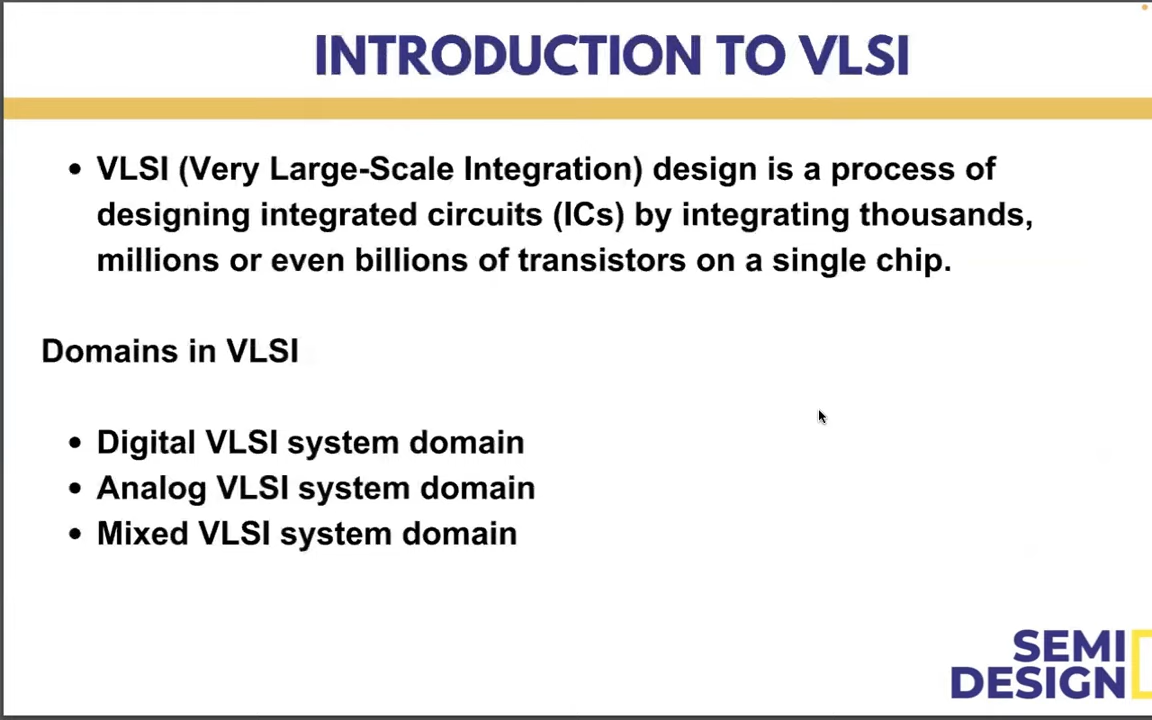 INTRODUCTION TO VLSI
• VLSI (Very Large-Scale Integration) design is a process of
designing integrated circuits (ICs) by integrating thousands,
millions or even billions of transistors on a single chip.
Domains in VLSI
• Digital VLSI system domain
• Analog VLSI system domain
• Mixed VLSI system domain
SEMI
DESIGN